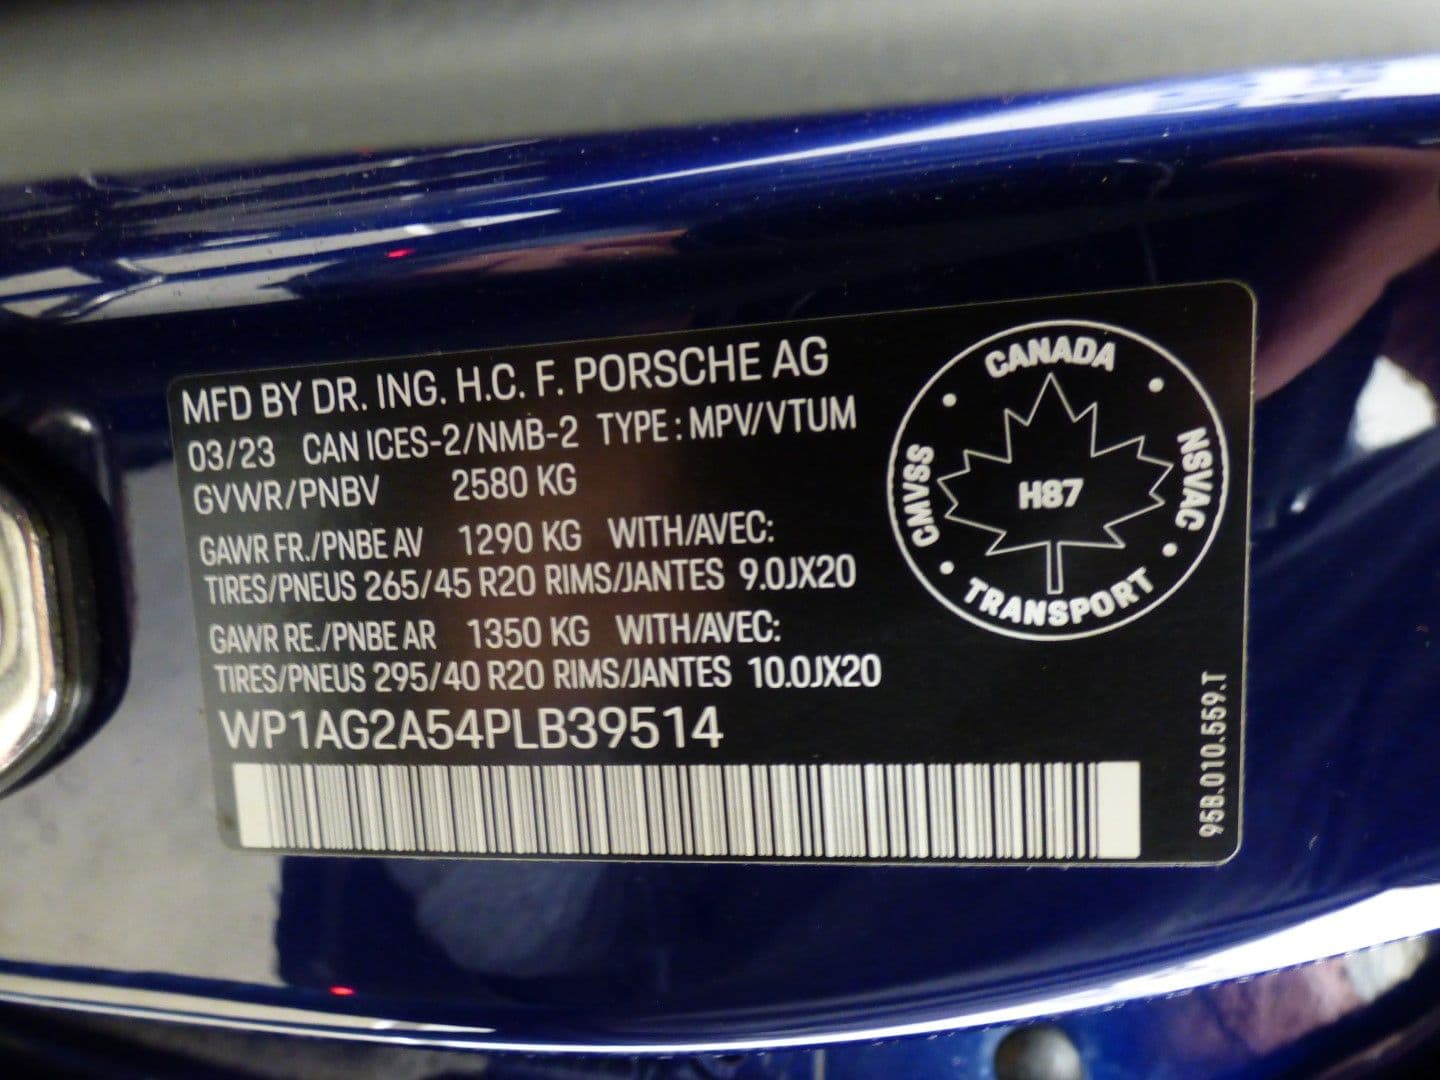 MFD BY DR. ING. H.C. F. PORSCHE AG
03/23 CAN ICES-2/NMB-2 TYPE: MPV/VTUM
GVWR/PNBV 2580 KG
GAWR FR./PNBE AV 1290 KG WITH/AVEC:
TIRES/PNEUS 265/45 R20 RIMS/JANTES 9.0JX20
GAWR RE./PNBE AR 1350 KG WITH/AVEC:
TIRES/PNEUS 295/40 R20 RIMS/JANTES 10.0JX20
WP1AG2A54PLB39514
CANADA
CMVSS
NSVAC
H87
TRANSPORT
95B.010.559.T